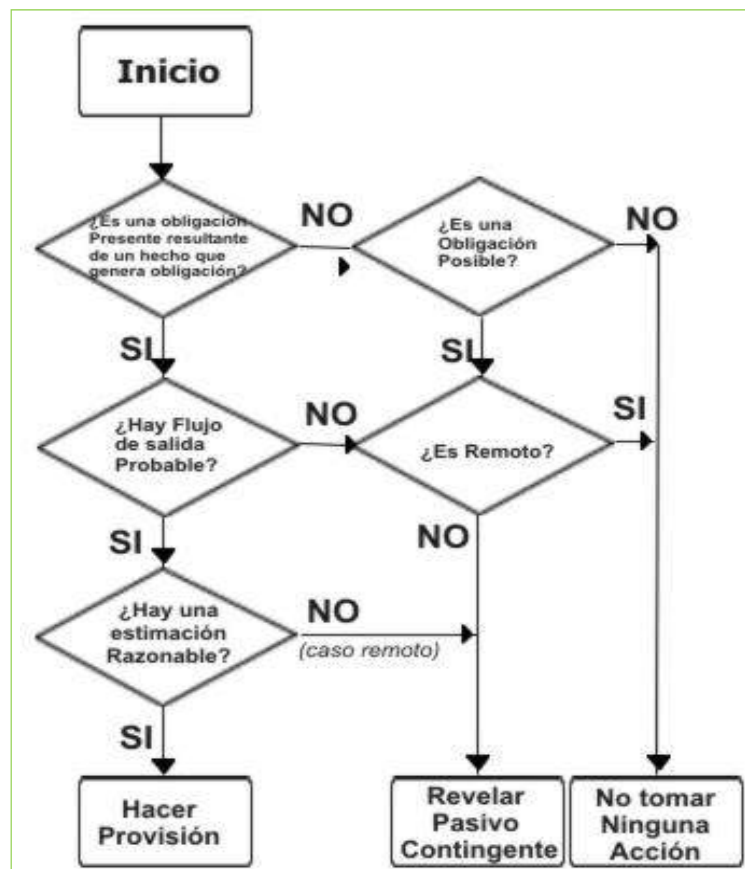 Inicio
¿Es una obligación
Presente resultante
de un hecho que
genera obligación?
NO
¿Es una
Obligación
Posible?
NO
SI
SI
¿Hay Flujo
de salida
Probable?
NO
¿Es Remoto?
SI
SI
NO
¿Hay una
estimación
Razonable?
NO
(caso remoto)
SI
Hacer
Provisión
Revelar
Pasivo
Contingente
No tomar
Ninguna
Acción